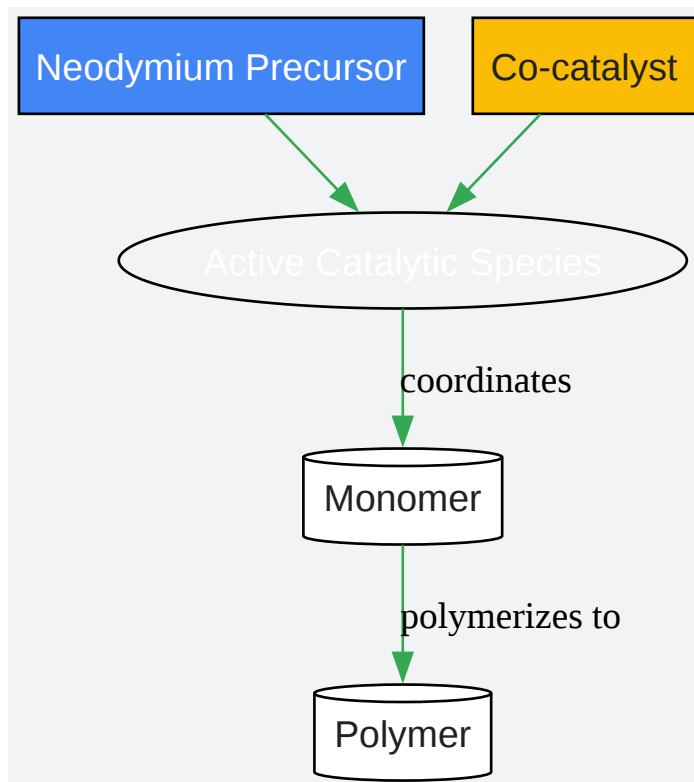 Neodymium Precursor
Co-catalyst
Active Catalytic Species
coordinates
Monomer
polymerizes to
Polymer